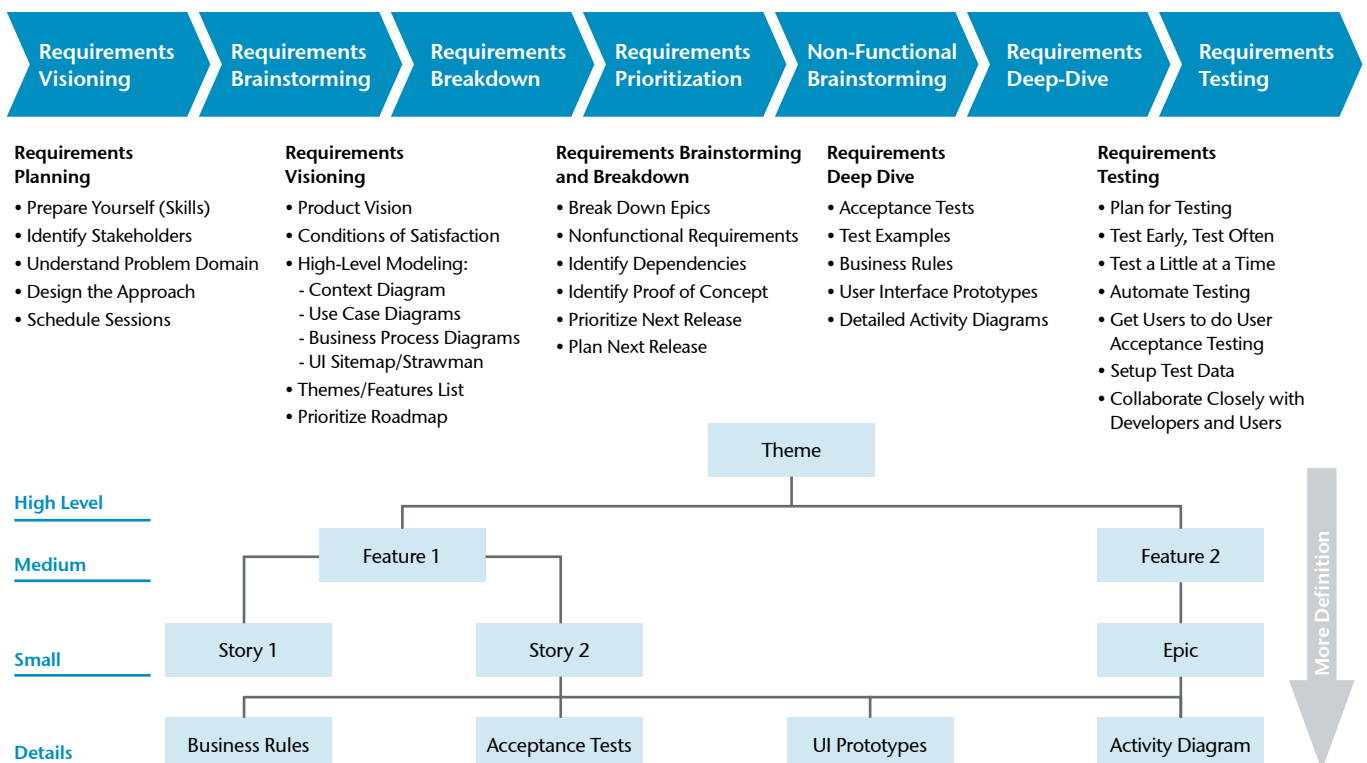 Requirements
Visioning
Requirements
Brainstorming
Requirements
Breakdown
Requirements
Prioritization
Non-Functional
Brainstorming
Requirements
Deep-Dive
Requirements
Testing
Requirements
Planning
• Prepare Yourself (Skills)
• Identify Stakeholders
• Understand Problem Domain
• Design the Approach
• Schedule Sessions
Requirements
Visioning
• Product Vision
• Conditions of Satisfaction
• High-Level Modeling:
- Context Diagram
- Use Case Diagrams
- Business Process Diagrams
- UI Sitemap/Strawman
• Themes/Features List
• Prioritize Roadmap
Requirements Brainstorming
and Breakdown
• Break Down Epics
• Nonfunctional Requirements
• Identify Dependencies
• Identify Proof of Concept
• Prioritize Next Release
• Plan Next Release
Requirements
Deep Dive
• Acceptance Tests
• Test Examples
• Business Rules
• User Interface Prototypes
• Detailed Activity Diagrams
Requirements
Testing
• Plan for Testing
• Test Early, Test Often
• Test a Little at a Time
• Automate Testing
• Get Users to do User
Acceptance Testing
• Setup Test Data
• Collaborate Closely with
Developers and Users
Theme
High Level
Feature 1
Feature 2
Medium
Story 1
Story 2
Epic
Small
Business Rules
Acceptance Tests
UI Prototypes
Activity Diagram
Details
More Definition